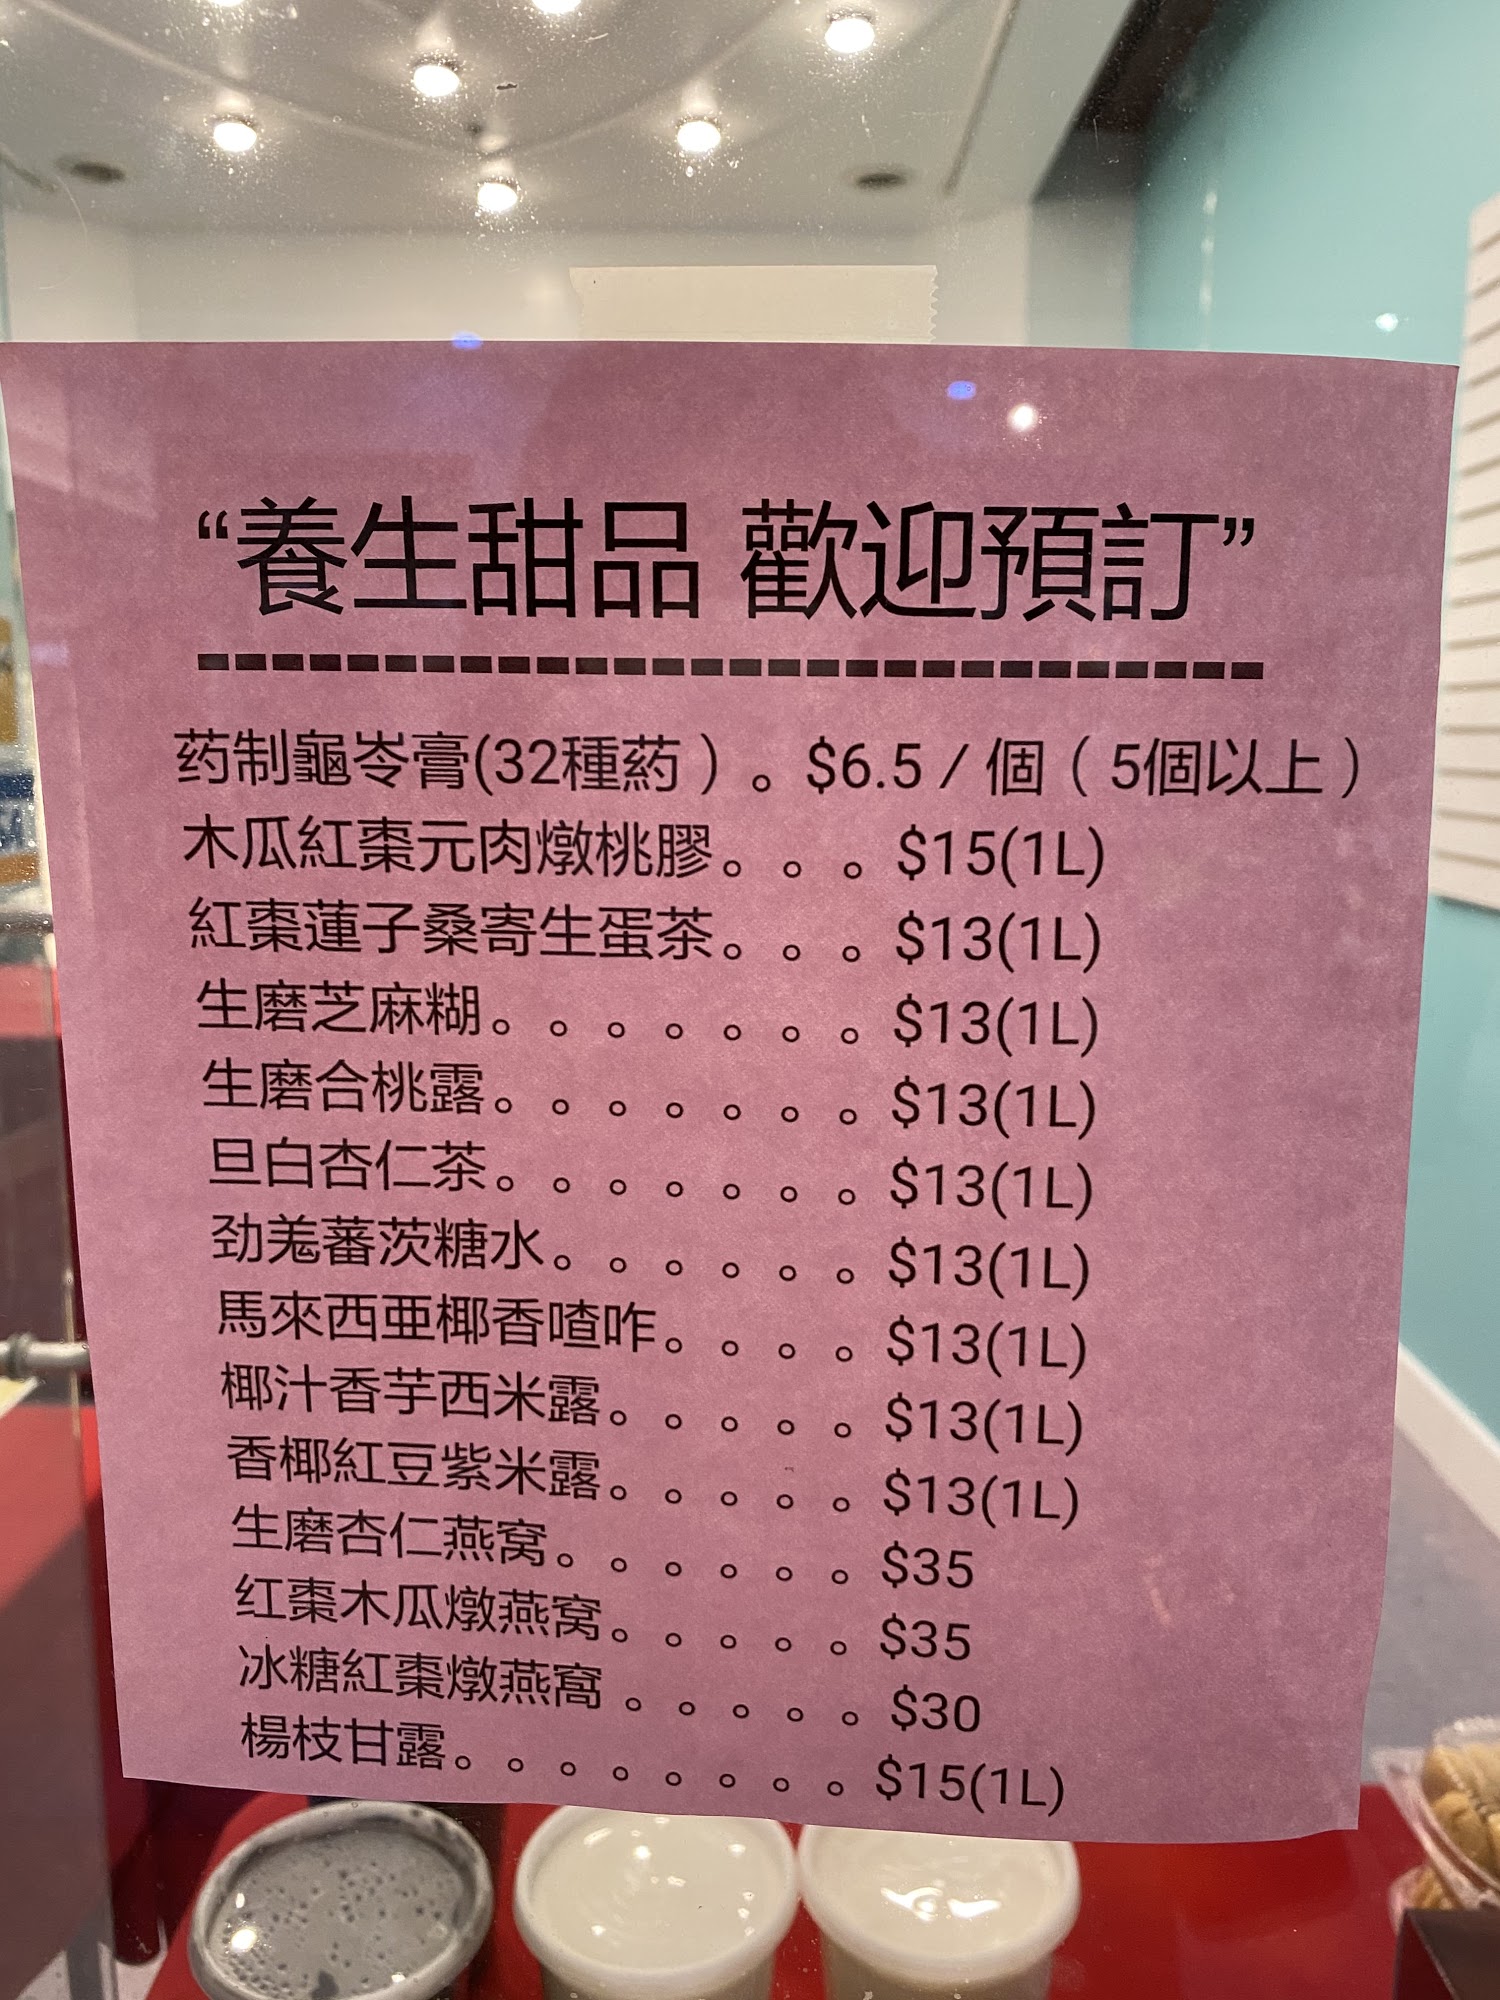 “養生甜品 歡迎預訂”
药制龜岺膏(32種药）。$6.5 / 個（5個以上）
木瓜紅棗元肉燉桃膠。。。$15(1L)
紅棗蓮子桑寄生蛋茶。。。$13(1L)
生磨芝麻糊。。。。。。。$13(1L)
生磨合桃露。。。。。。。$13(1L)
旦白杏仁茶。。。。。。。$13(1L)
劲羗蕃茨糖水。。。。。。$13(1L)
馬來西亜椰香喳咋。。。。$13(1L)
椰汁香芋西米露。。。。。$13(1L)
香椰紅豆紫米露。。。。。$13(1L)
生磨杏仁燕窝。。。。。。$35
红棗木瓜燉燕窝。。。。。$35
冰糖紅棗燉燕窩 。。。。。$30
楊枝甘露。。。。。。。。$15(1L)